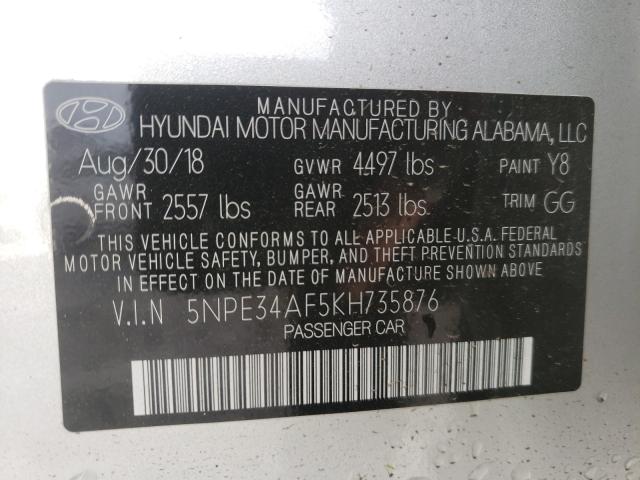 MANUFACTURED BY
HYUNDAI MOTOR MANUFACTURING ALABAMA, LLC
Aug/30/18 GVWR 4497 lbs PAINT Y8
GAWR FRONT 2557 lbs GAWR REAR 2513 lbs TRIM GG
THIS VEHICLE CONFORMS TO ALL APPLICABLE U.S.A. FEDERAL
MOTOR VEHICLE SAFETY, BUMPER, AND THEFT PREVENTION STANDARDS
IN EFFECT ON THE DATE OF MANUFACTURE SHOWN ABOVE.
V.I.N 5NPE34AF5KH735876
PASSENGER CAR